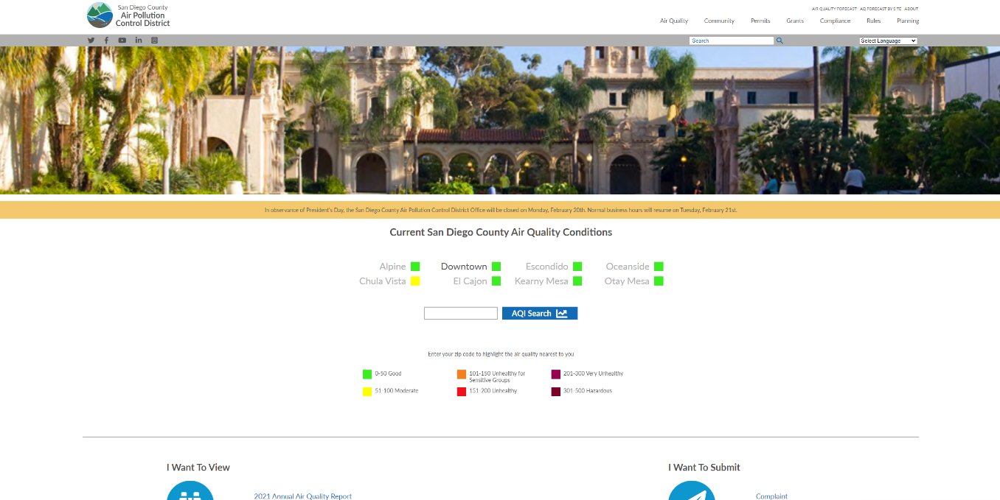 San Diego County
Air Pollution
Control District
AIR QUALITY FORECAST AQ FORECAST BY SITE ABOUT
Air Quality Community Permits Grants Compliance Rules Planning
Search
Select Language
In observance of President's Day, the San Diego County Air Pollution Control District Office will be closed on Monday, February 20th. Normal business hours will resume on Tuesday, February 21st.
Current San Diego County Air Quality Conditions
Alpine Downtown Escondido Oceanside
Chula Vista El Cajon Kearny Mesa Otay Mesa
AQI Search
Enter your zip code to highlight the air quality nearest to you
0-50 Good
101-150 Unhealthy for
Sensitive Groups
201-300 Very Unhealthy
51-100 Moderate
151-200 Unhealthy
301-500 Hazardous
I Want To View
I Want To Submit
2021 Annual Air Quality Report
Complaint